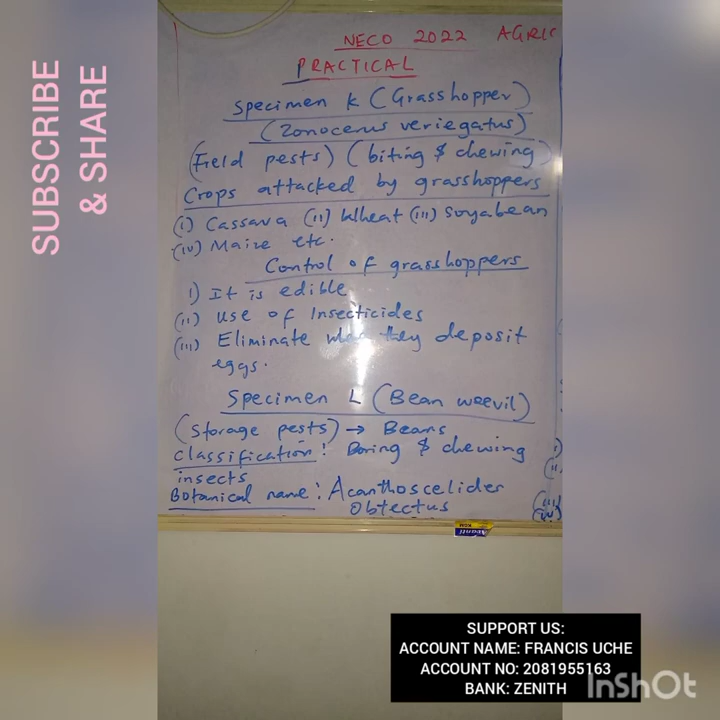 SUBSCRIBE
& SHARE
NECO 2022 AGRIC
PRACTICAL
Specimen K (Grasshopper)
(Zonocerus veriegatus)
(Field pests) (biting & chewing)
Crops attacked by grasshoppers
(i) Cassava (ii) Wheat (iii) Soyabean
(iv) Maize etc.
Control of grasshoppers
i) It is edible
(ii) Use of Insecticides
(iii) Eliminate they deposit
eggs.
Specimen L (Bean weevil)
(Storage pests) → Beans
Classification: Boring & chewing
insects
Botanical name: Acanthoscelides
Obtectus
SUPPORT US:
ACCOUNT NAME: FRANCIS UCHE
ACCOUNT NO: 2081955163
BANK: ZENITH
InShOt